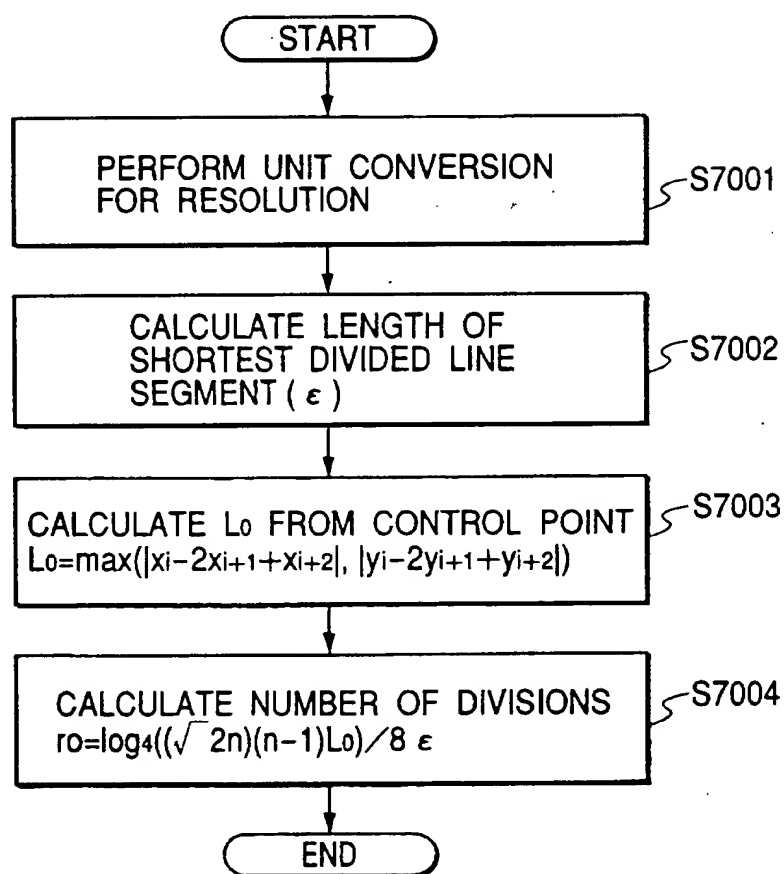 START
PERFORM UNIT CONVERSION
FOR RESOLUTION
S7001
CALCULATE LENGTH OF
SHORTEST DIVIDED LINE
SEGMENT ( ε )
S7002
CALCULATE L₀ FROM CONTROL POINT
L₀=max(|xᵢ-2xᵢ₊₁+xᵢ₊₂|, |yᵢ-2yᵢ₊₁+yᵢ₊₂|)
S7003
CALCULATE NUMBER OF DIVISIONS
r₀=log₄((√ 2n)(n-1)L₀)/8 ε
S7004
END